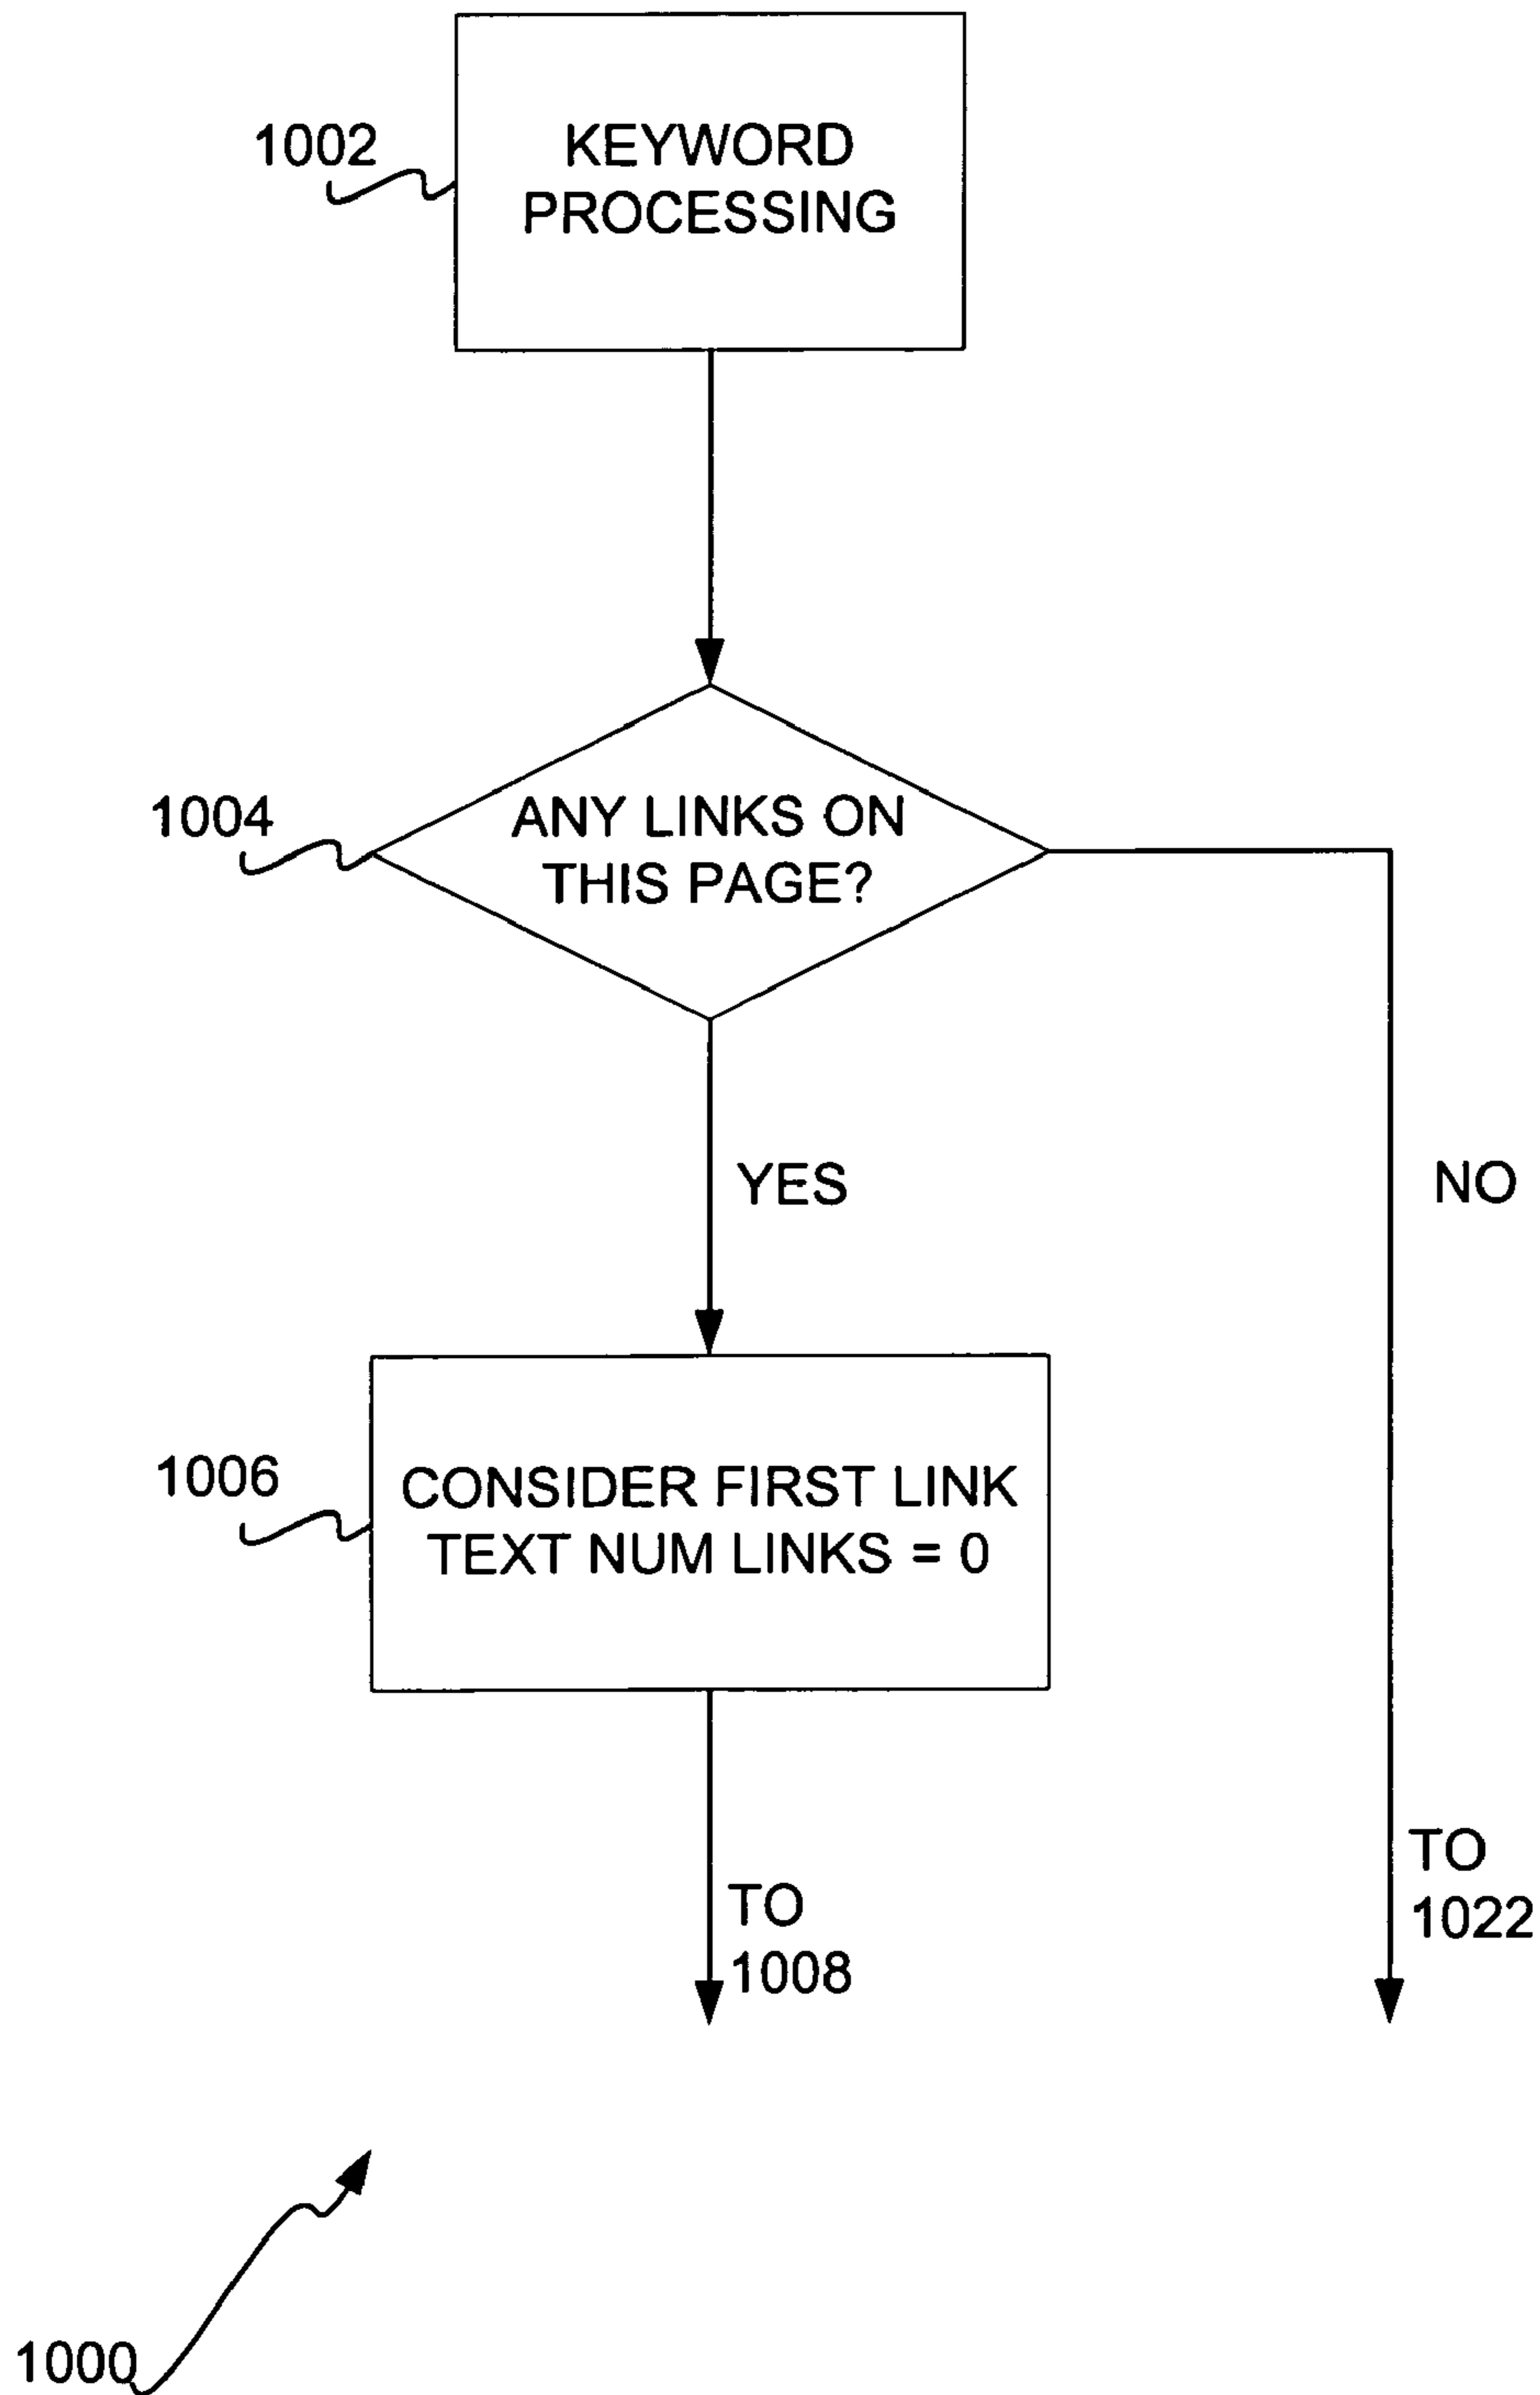 1002
KEYWORD
PROCESSING
1004
ANY LINKS ON
THIS PAGE?
YES
NO
1006
CONSIDER FIRST LINK
TEXT NUM LINKS = 0
TO
1008
TO
1022
1000